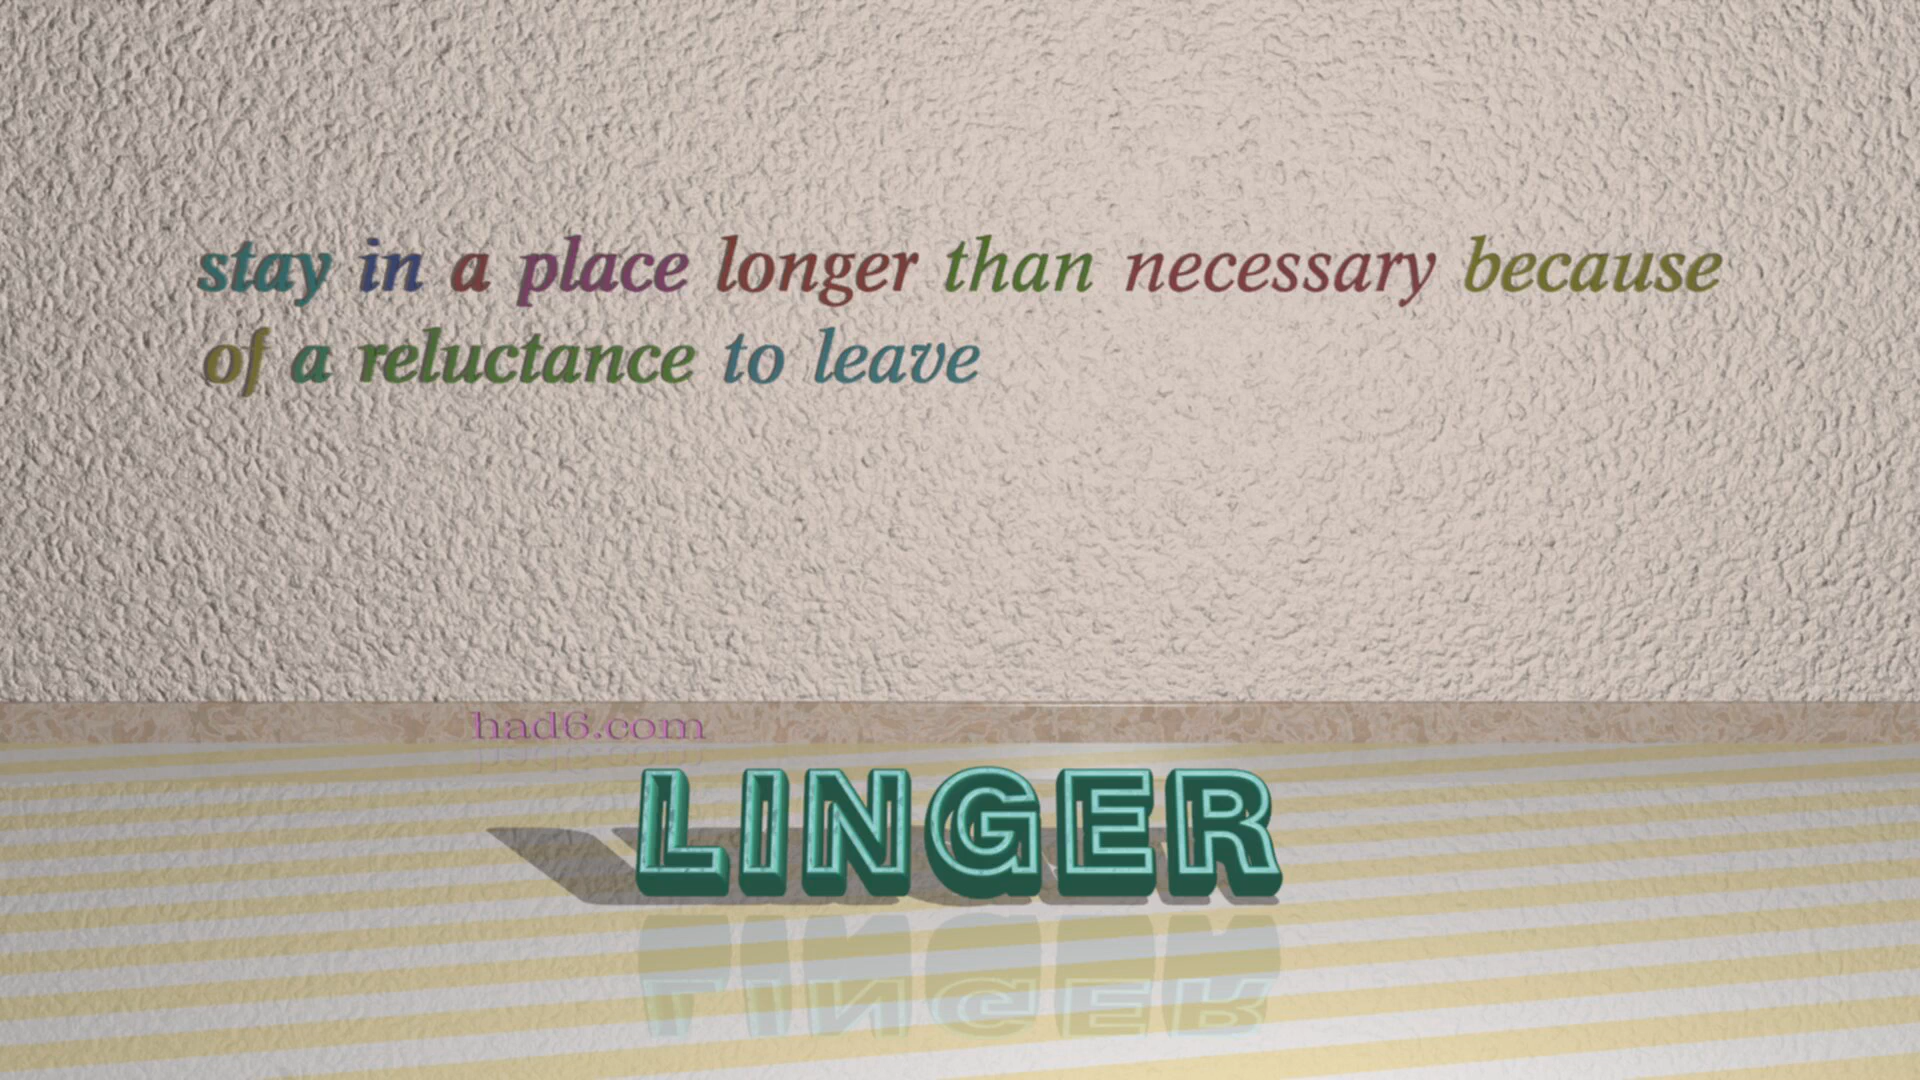 stay in a place longer than necessary because
of a reluctance to leave
had6.com
LINGER